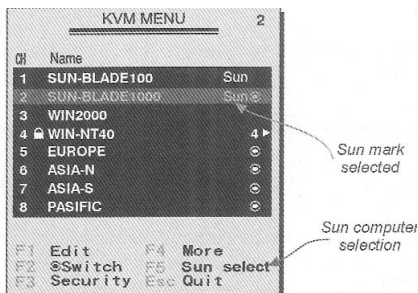 KVM MENU 2
CH Name
1 SUN-BLADE100 Sun
2 SUN-BLADE1000 Sun
3 WIN2000
4 WIN-NT40 4
5 EUROPE
6 ASIA-N
7 ASIA-S
8 PASIFIC
Sun mark
selected
Sun computer
selection
F1 Edit F4 More
F2 Switch F5 Sun select
F3 Security Esc Quit